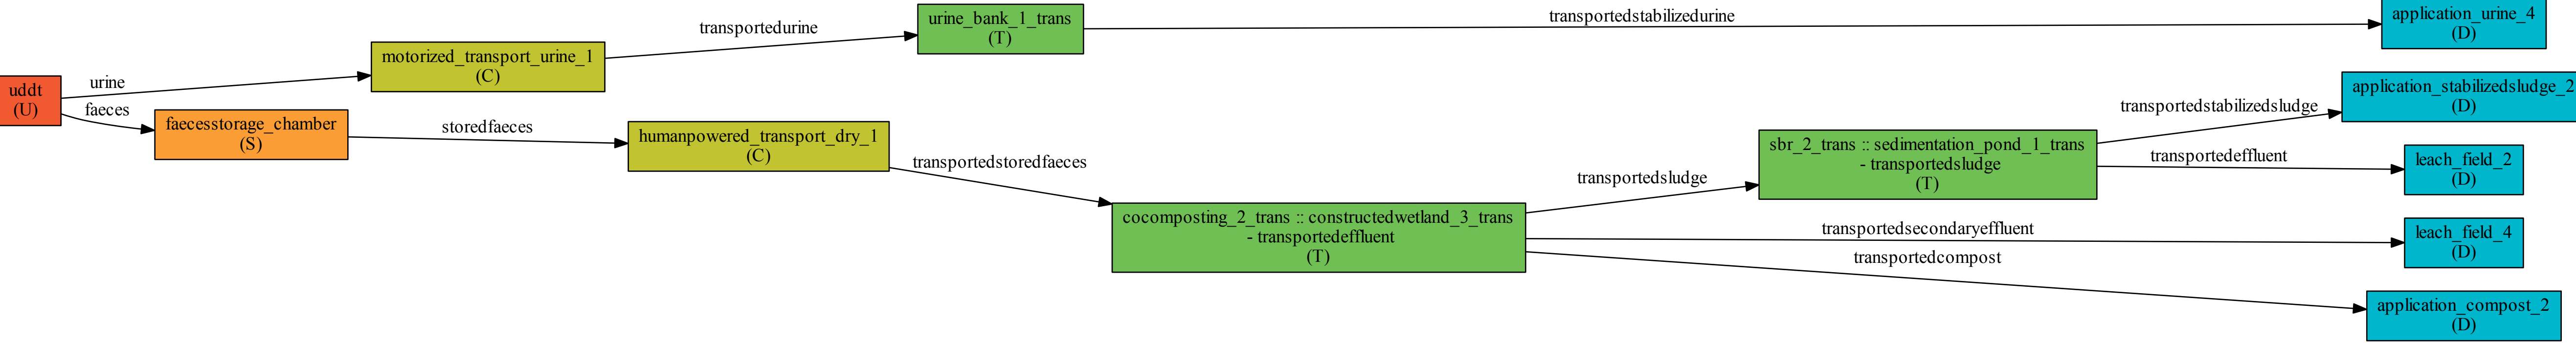 uddt
(U)
urine
faeces
motorized_transport_urine_1
(C)
faecesstorage_chamber
(S)
transportedurine
storedfaeces
urine_bank_1_trans
(T)
humanpowered_transport_dry_1
(C)
transportedstabilizedurine
transportedstoredfaeces
cocomposting_2_trans :: constructedwetland_3_trans
- transportedeffluent
(T)
transportedsludge
transportedsecondaryeffluent
transportedcompost
sbr_2_trans :: sedimentation_pond_1_trans
- transportedsludge
(T)
transportedstabilizedsludge
transportedeffluent
application_urine_4
(D)
application_stabilizedsludge_2
(D)
leach_field_2
(D)
leach_field_4
(D)
application_compost_2
(D)